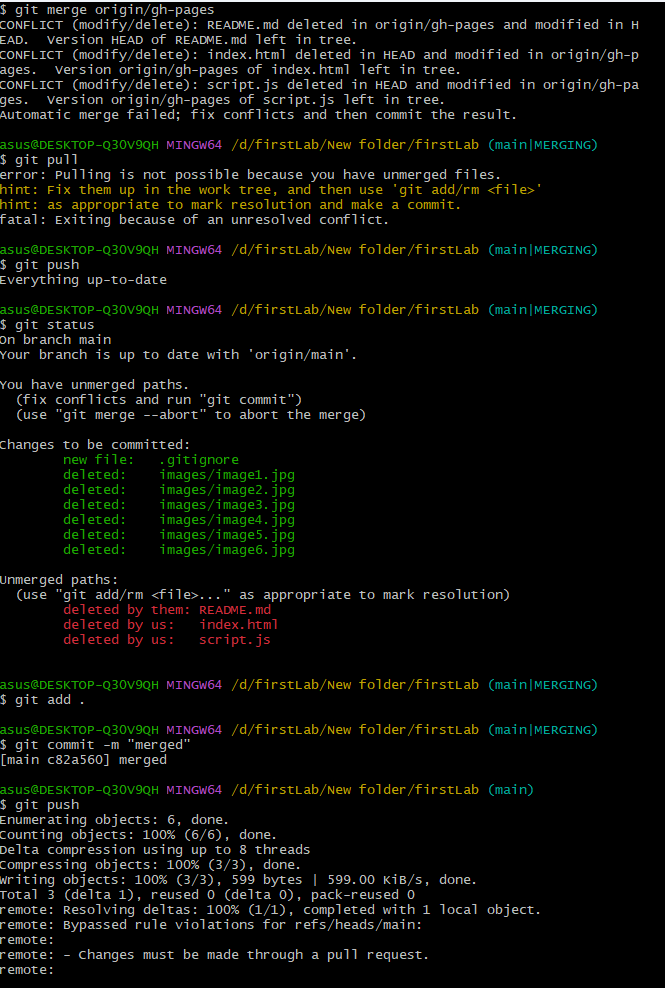 $ git merge origin/gh-pages
CONFLICT (modify/delete): README.md deleted in origin/gh-pages and modified in H
EAD.  Version HEAD of README.md left in tree.
CONFLICT (modify/delete): index.html deleted in HEAD and modified in origin/gh-p
ages.  Version origin/gh-pages of index.html left in tree.
CONFLICT (modify/delete): script.js deleted in HEAD and modified in origin/gh-pa
ges.  Version origin/gh-pages of script.js left in tree.
Automatic merge failed; fix conflicts and then commit the result.
asus@DESKTOP-Q30V9QH MINGW64 /d/firstLab/New folder/firstLab (main|MERGING)
$ git pull
error: Pulling is not possible because you have unmerged files.
hint: Fix them up in the work tree, and then use 'git add/rm <file>'
hint: as appropriate to mark resolution and make a commit.
fatal: Exiting because of an unresolved conflict.
asus@DESKTOP-Q30V9QH MINGW64 /d/firstLab/New folder/firstLab (main|MERGING)
$ git push
Everything up-to-date
asus@DESKTOP-Q30V9QH MINGW64 /d/firstLab/New folder/firstLab (main|MERGING)
$ git status
On branch main
Your branch is up to date with 'origin/main'.
You have unmerged paths.
  (fix conflicts and run "git commit")
  (use "git merge --abort" to abort the merge)
Changes to be committed:
        new file:   .gitignore
        deleted:    images/image1.jpg
        deleted:    images/image2.jpg
        deleted:    images/image3.jpg
        deleted:    images/image4.jpg
        deleted:    images/image5.jpg
        deleted:    images/image6.jpg
Unmerged paths:
  (use "git add/rm <file>..." as appropriate to mark resolution)
        deleted by them: README.md
        deleted by us:   index.html
        deleted by us:   script.js
asus@DESKTOP-Q30V9QH MINGW64 /d/firstLab/New folder/firstLab (main|MERGING)
$ git add .
asus@DESKTOP-Q30V9QH MINGW64 /d/firstLab/New folder/firstLab (main|MERGING)
$ git commit -m "merged"
[main c82a560] merged
asus@DESKTOP-Q30V9QH MINGW64 /d/firstLab/New folder/firstLab (main)
$ git push
Enumerating objects: 6, done.
Counting objects: 100% (6/6), done.
Delta compression using up to 8 threads
Compressing objects: 100% (3/3), done.
Writing objects: 100% (3/3), 599 bytes | 599.00 KiB/s, done.
Total 3 (delta 1), reused 0 (delta 0), pack-reused 0
remote: Resolving deltas: 100% (1/1), completed with 1 local object.
remote: Bypassed rule violations for refs/heads/main:
remote:
remote: - Changes must be made through a pull request.
remote: